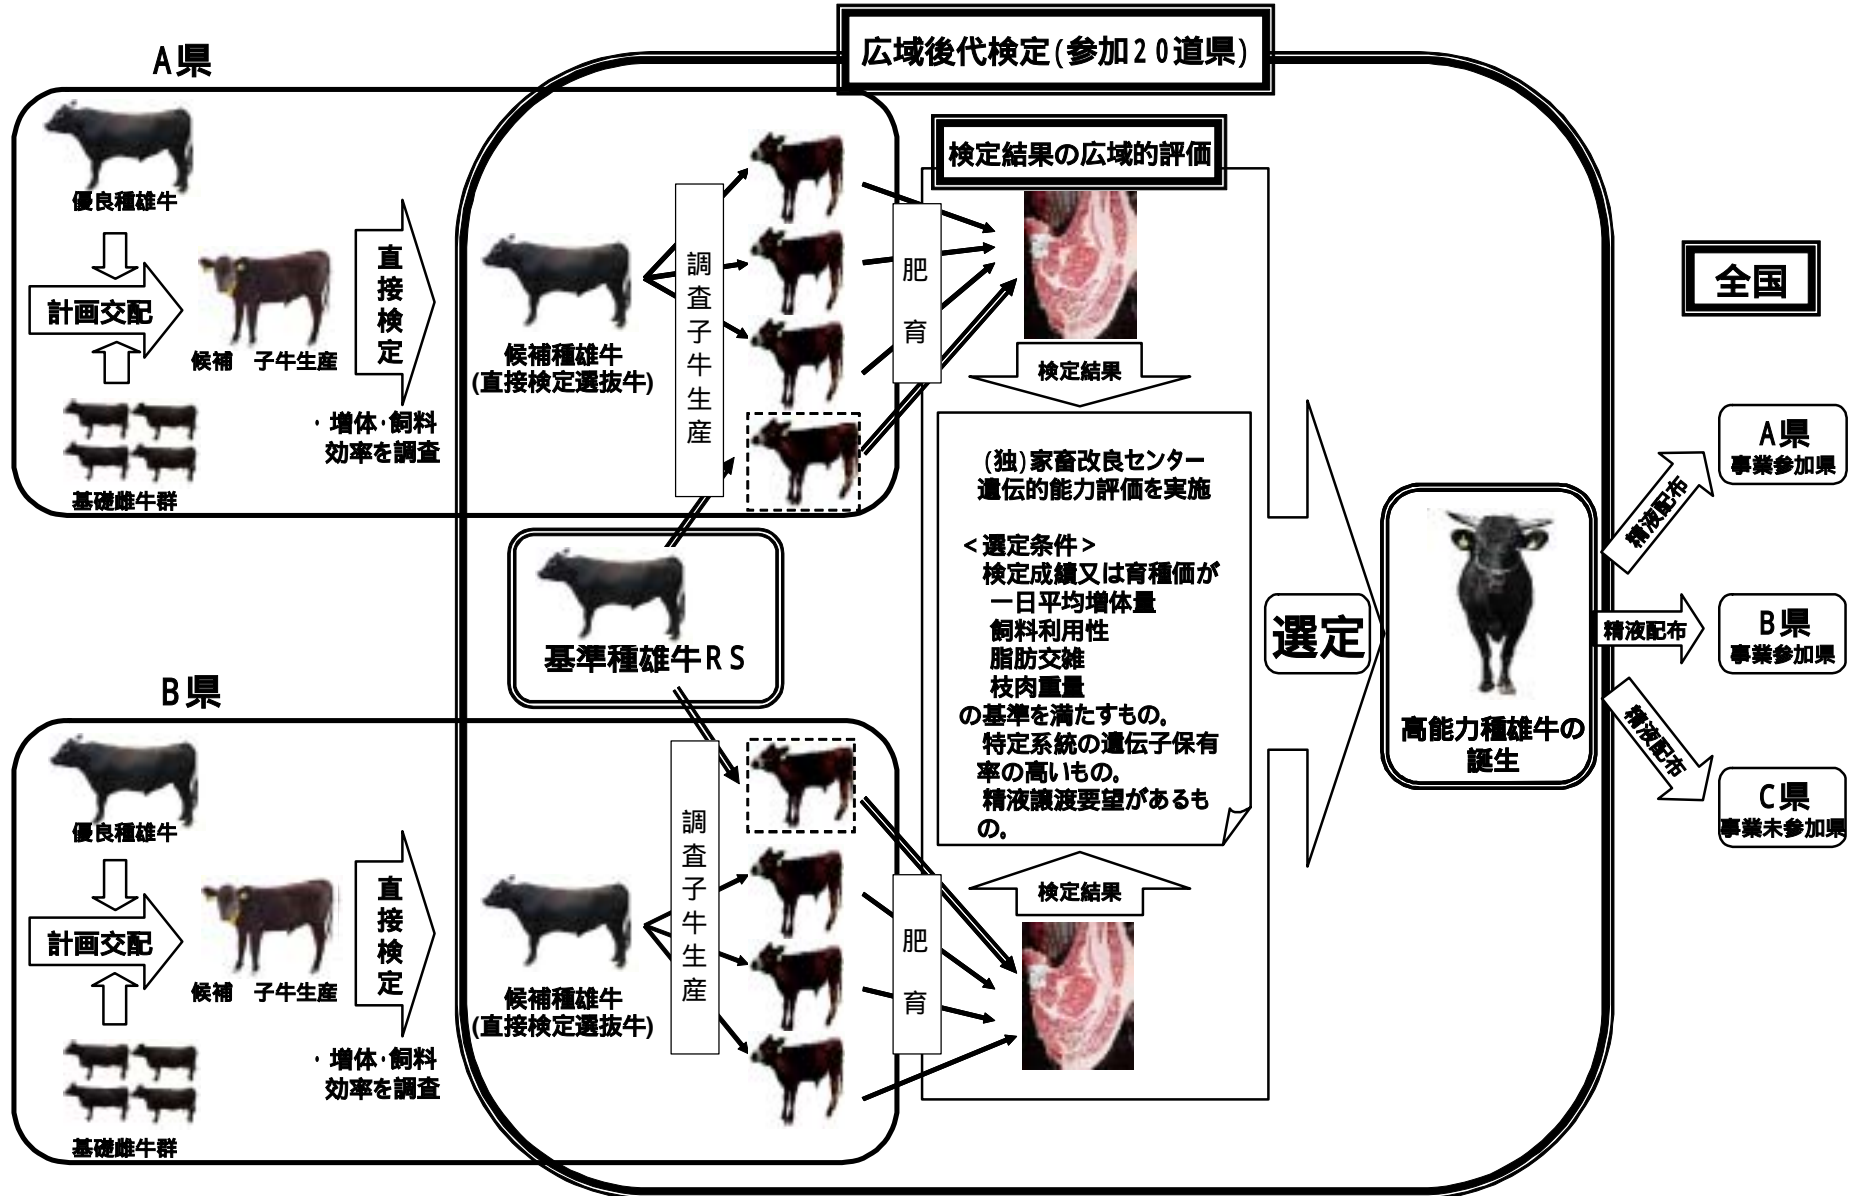 広域後代検定(参加20道県)
A県
優良種雄牛
計画交配
基礎雌牛群
候補　子牛生産
直接検定
・増体・飼料
効率を調査
候補種雄牛
(直接検定選抜牛)
調査子牛生産
肥育
検定結果の広域的評価
検定結果
(独)家畜改良センター
遺伝的能力評価を実施
<選定条件>
検定成績又は育種価が
一日平均増体量
飼料利用性
脂肪交雑
枝肉重量
の基準を満たすもの。
特定系統の遺伝子保有
率の高いもの。
精液譲渡要望があるも
の。
検定結果
基準種雄牛RS
B県
優良種雄牛
計画交配
基礎雌牛群
候補　子牛生産
直接検定
・増体・飼料
効率を調査
候補種雄牛
(直接検定選抜牛)
調査子牛生産
肥育
選定
高能力種雄牛の
誕生
全国
精液配布
A県
事業参加県
精液配布
B県
事業参加県
精液配布
C県
事業未参加県